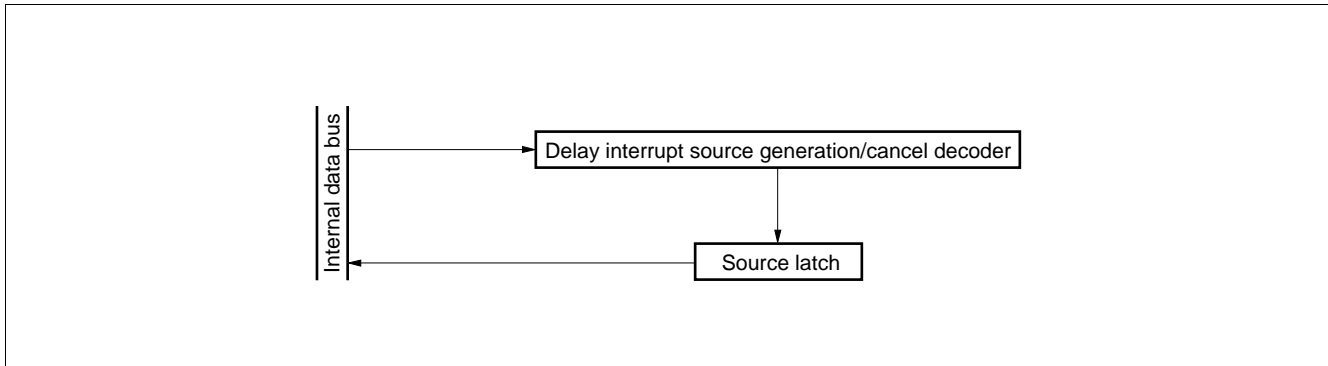 Internal data bus
Delay interrupt source generation/cancel decoder
Source latch